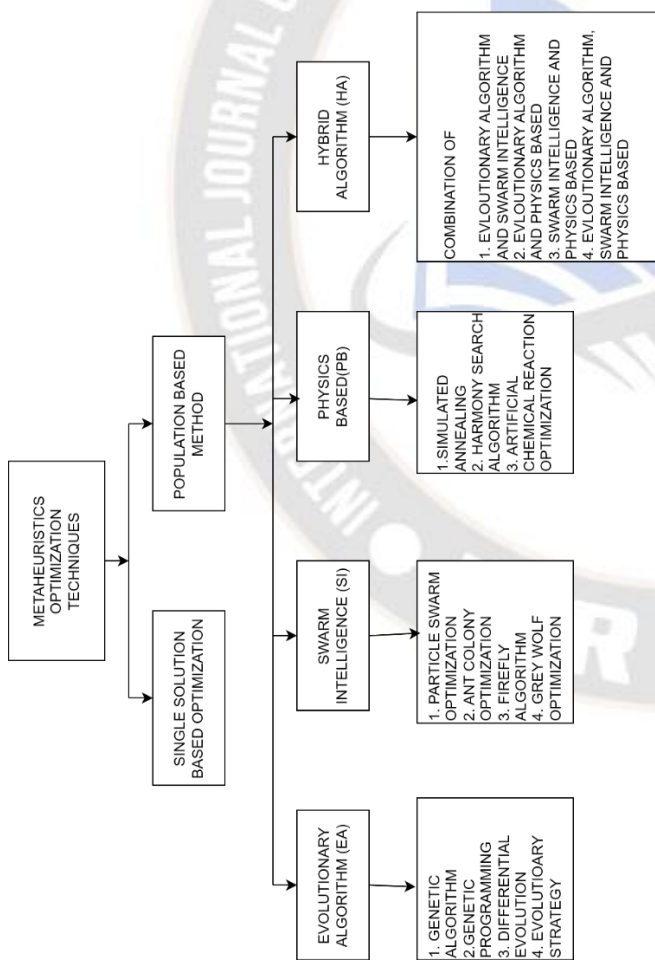 METAHEURISTICS
OPTIMIZATION
TECHNIQUES
SINGLE SOLUTION
BASED OPTIMIZATION
POPULATION BASED
METHOD
EVOLUTIONARY
ALGORITHM (EA)
SWARM
INTELLIGENCE (SI)
PHYSICS
BASED(PB)
HYBRID
ALGORITHM (HA)
1. GENETIC
ALGORITHM
2.GENETIC
PROGRAMMING
3. DIFFERENTIAL
EVOLUTION
4. EVOLUTIOARY
STRATEGY
1. PARTICLE SWARM
OPTIMIZATION
2. ANT COLONY
OPTIMIZATION
3. FIREFLY
ALGORITHM
4. GREY WOLF
OPTIMIZATION
1.SIMULATED
ANNEALING
2. HARMONY SEARCH
ALGORITHM
3. ARTIFICIAL
CHEMICAL REACTION
OPTIMIZATION
COMBINATION OF
1. EVLOUTIONARY ALGORITHM
AND SWARM INTELLIGENCE
2. EVLOUTIONARY ALGORITHM
AND PHYSICS BASED
3. SWARM INTELLIGENCE AND
PHYSICS BASED
4. EVLOUTIONARY ALGORITHM,
SWARM INTELLIGENCE AND
PHYSICS BASED
JOURNAL